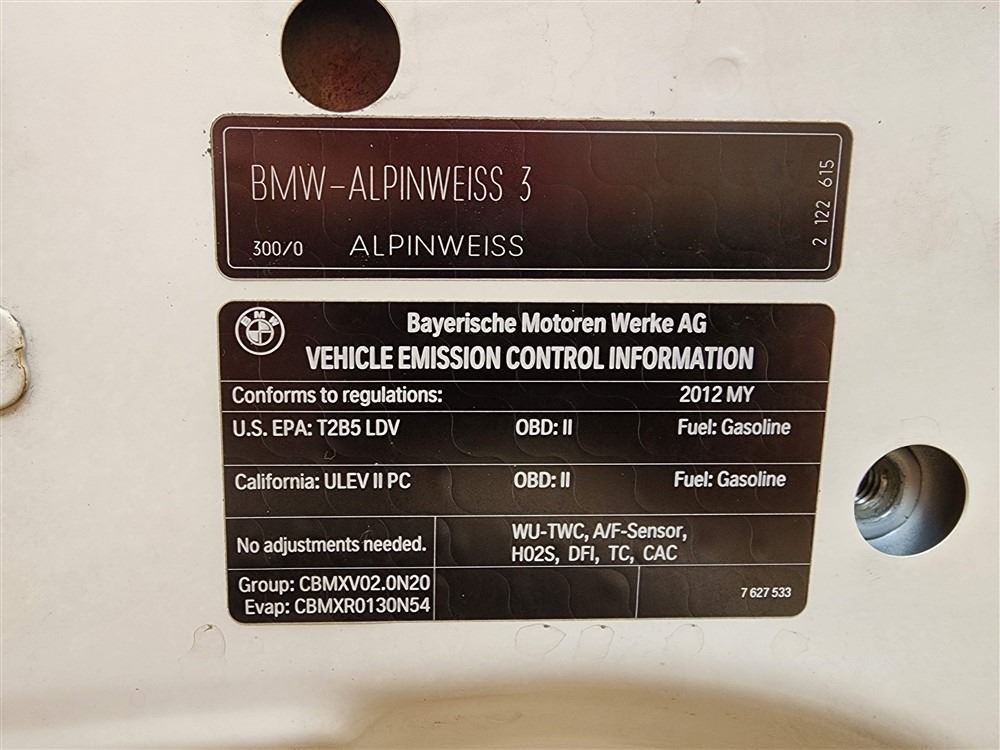 BMW-ALPINWEISS 3
300/0 ALPINWEISS
2 122 615
BMW
Bayerische Motoren Werke AG
VEHICLE EMISSION CONTROL INFORMATION
Conforms to regulations: 2012 MY
U.S. EPA: T2B5 LDV OBD: II Fuel: Gasoline
California: ULEV II PC OBD: II Fuel: Gasoline
No adjustments needed.
WU-TWC, A/F-Sensor,
H02S, DFI, TC, CAC
Group: CBMXV02.0N20
Evap: CBMXR0130N54
7 627 533